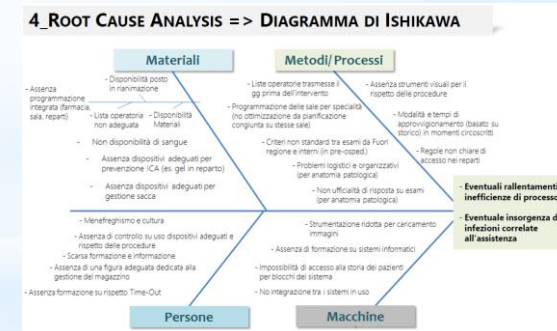 4_ROOT CAUSE ANALYSIS => DIAGRAMMA DI ISHIKAWA
Materiali
Metodi/Processi
- Disponibilità posto
in rianimazione
- Assenza
programmazione
integrata (farmacia,
sala, reparti)
- Lista operatoria
non adeguata
- Disponibilità
Materiali
- Non disponibilità di sangue
- Assenza dispositivi adeguati per
prevenzione ICA (es. gel in reparto)
- Assenza dispositivi adeguati per
gestione sacca
- Liste operatorie trasmesse il
gg prima dell'intervento
- Programmazione delle sale per specialità
(no ottimizzazione da pianificazione
congiunta su stesse sale)
- Criteri non standard tra esami da Fuori
regione e interni (in pre-osped.)
- Problemi logistici e organizzativi
(per anatomia patologica)
- Non ufficialità di risposta su esami
(per anatomia patologica)
- Assenza strumenti visuali per il
rispetto delle procedure
- Modalità e tempi di
approvvigionamento (basato su
storico) in momenti circoscritti
- Regole non chiare di
accesso nei reparti
- Eventuali rallentamenti
inefficienze di processo
- Eventuale insorgenza d
infezioni correlate
all'assistenza
- Menefreghismo e cultura
- Assenza di controllo su uso dispositivi adeguati e
rispetto delle procedure
- Scarsa formazione e informazione
- Assenza di una figura adeguata dedicata alla
gestione del magazzino
- Assenza formazione su rispetto Time-Out
- Strumentazione ridotta per caricamento
immagini
- Assenza di formazione su sistemi informatici
- Impossibilità di accesso alla storia dei pazienti
per blocchi del sistema
- No integrazione tra i sistemi in uso
Persone
Macchine